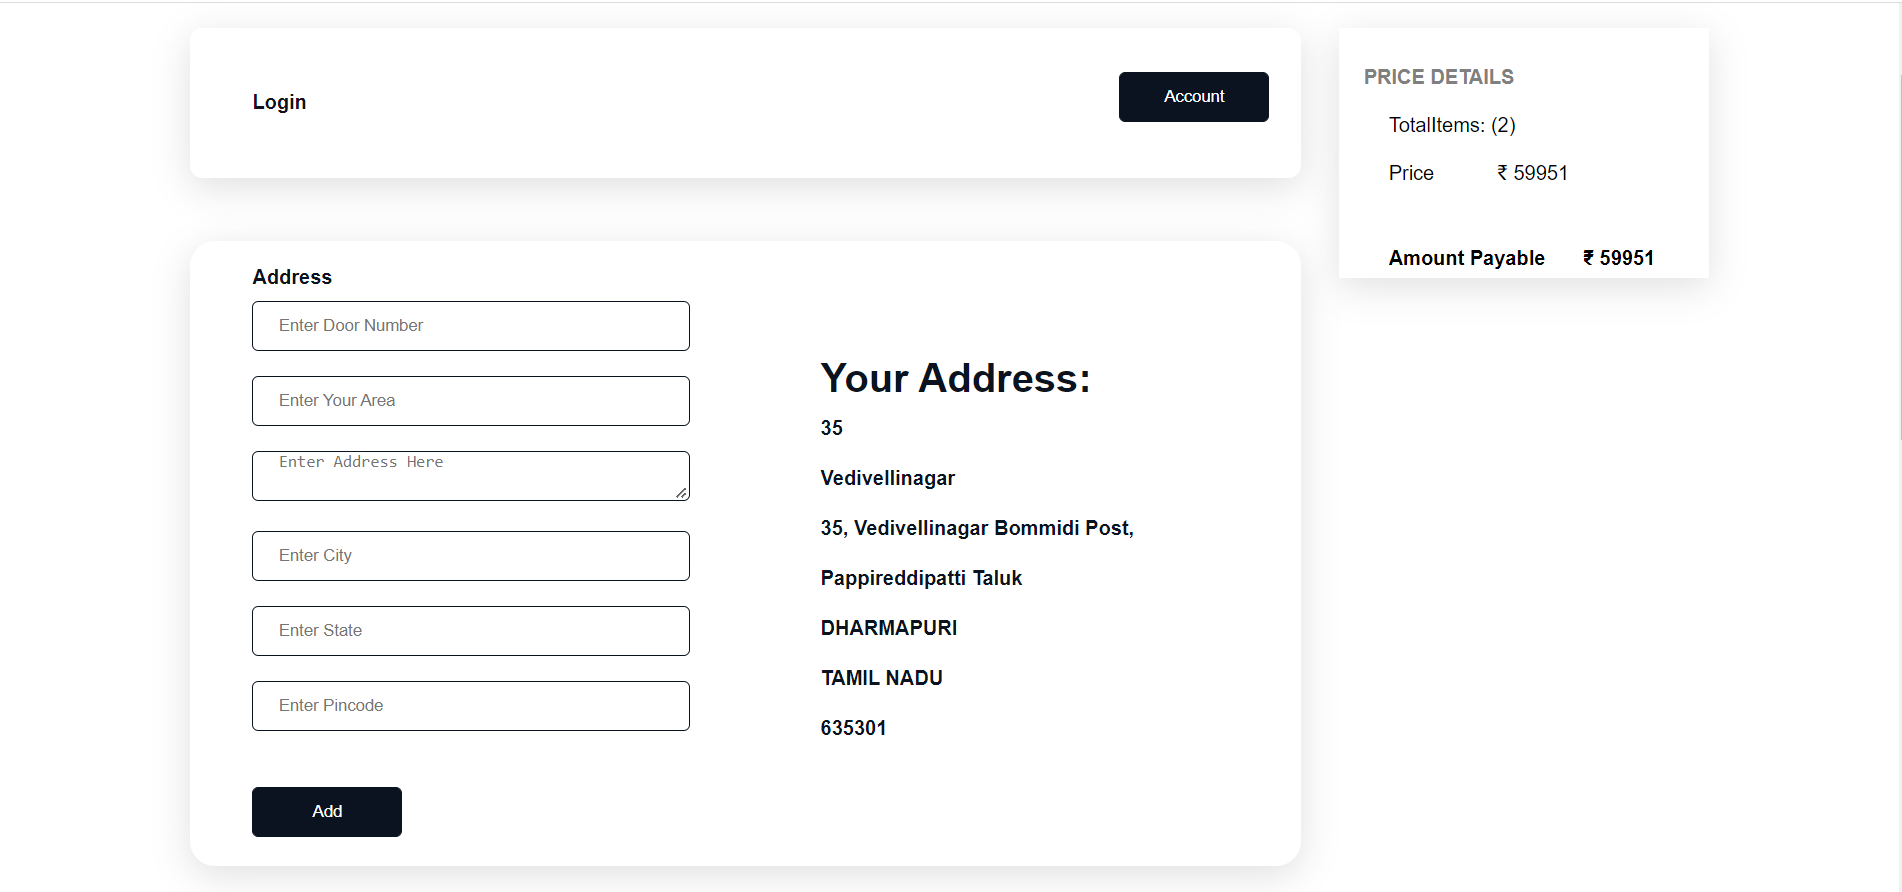 Login
Account
Address
Enter Door Number
Enter Your Area
Enter Address Here
Enter City
Enter State
Enter Pincode
Add
Your Address:
35
Vedivellinagar
35, Vedivellinagar Bommidi Post,
Pappireddipatti Taluk
DHARMAPURI
TAMIL NADU
635301
PRICE DETAILS
TotalItems: (2)
Price ₹ 59951
Amount Payable ₹ 59951